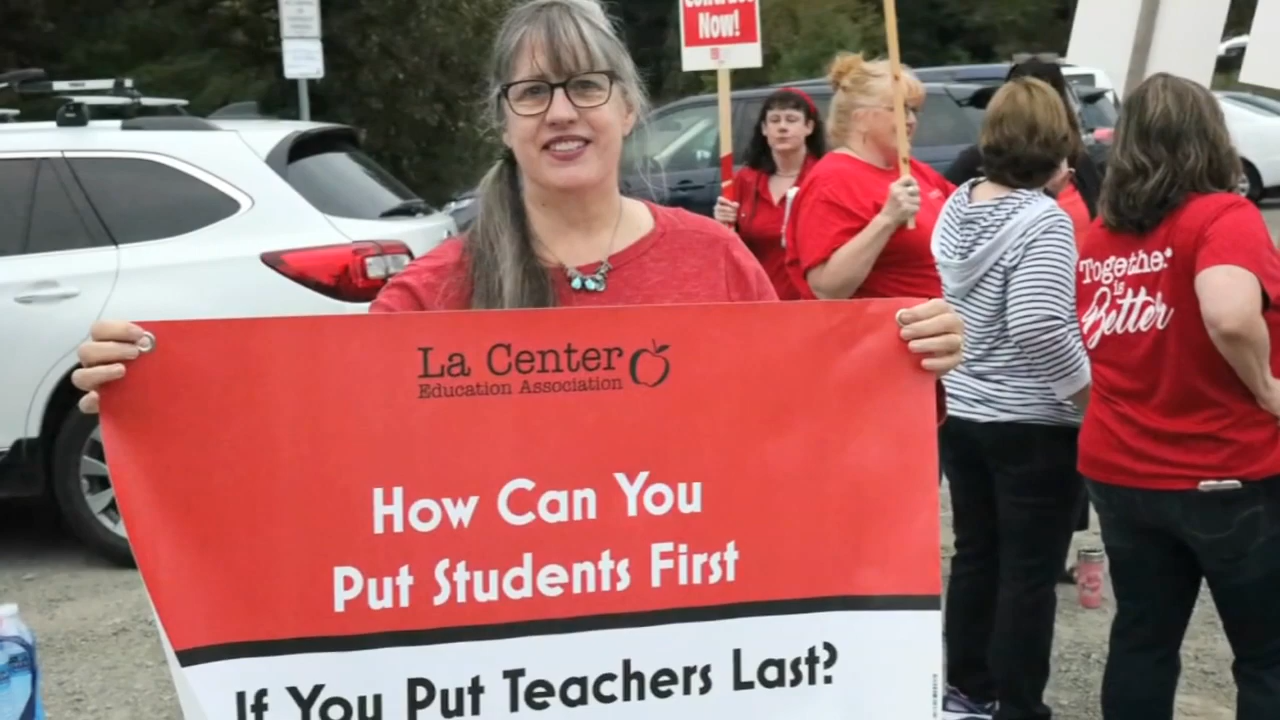 Now!
Together
is
Better
La Center
Education Association
How Can You
Put Students First
If You Put Teachers Last?